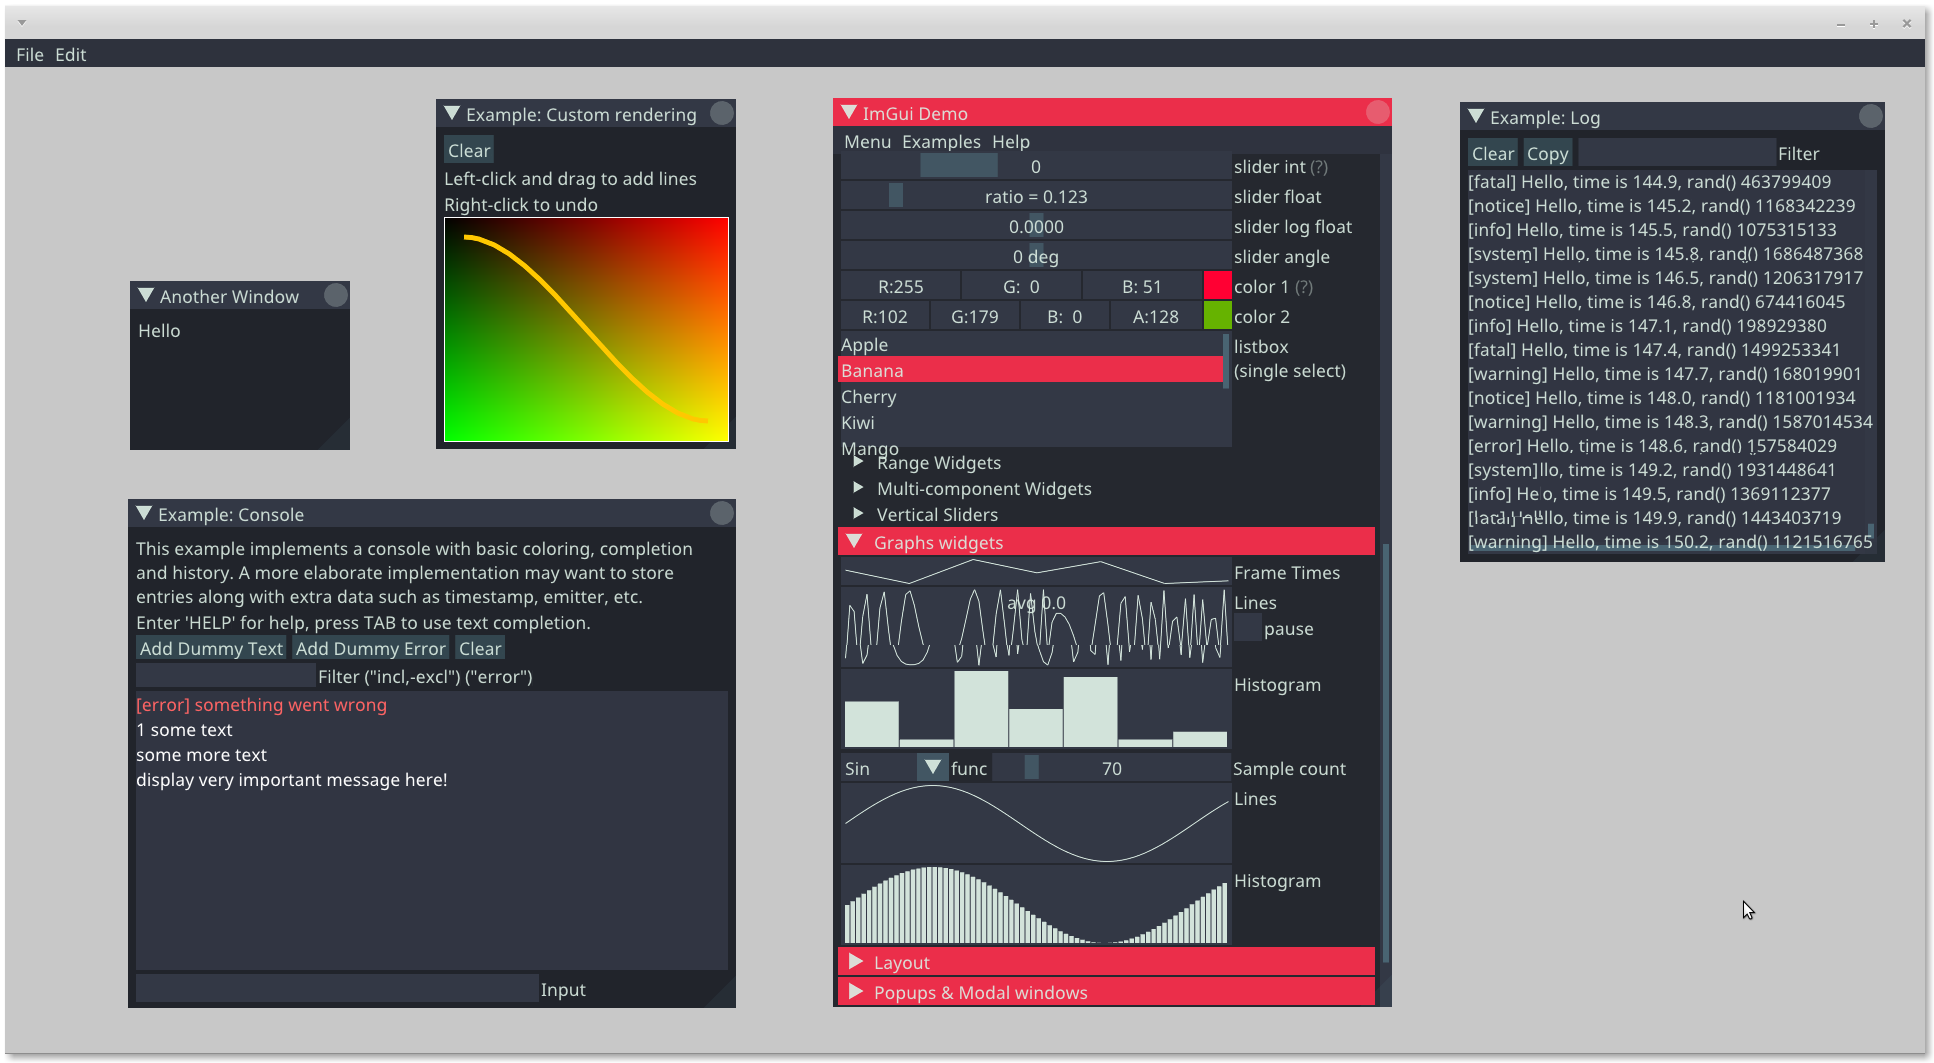 File Edit
Another Window
Hello
Example: Custom rendering
Clear
Left-click and drag to add lines
Right-click to undo
Example: Console
This example implements a console with basic coloring, completion
and history. A more elaborate implementation may want to store
entries along with extra data such as timestamp, emitter, etc.
Enter 'HELP' for help, press TAB to use text completion.
Add Dummy Text Add Dummy Error Clear
Filter ("incl,-excl") ("error")
[error] something went wrong
1 some text
some more text
display very important message here!
Input
ImGui Demo
Menu Examples Help
0 slider int (?)
ratio = 0.123 slider float
0.0000 slider log float
0 deg slider angle
R:255 G: 0 B: 51 color 1 (?)
R:102 G:179 B: 0 A:128 color 2
Apple listbox
Banana (single select)
Cherry
Kiwi
Mango
Range Widgets
Multi-component Widgets
Vertical Sliders
Graphs widgets
Frame Times
avg 0.0 Lines
pause
Histogram
Sin func 70 Sample count
Lines
Histogram
Layout
Popups & Modal windows
Example: Log
Clear Copy Filter
[fatal] Hello, time is 144.9, rand() 463799409
[notice] Hello, time is 145.2, rand() 1168342239
[info] Hello, time is 145.5, rand() 1075315133
[system] Hello, time is 145.8, rand() 1686487368
[system] Hello, time is 146.5, rand() 1206317917
[notice] Hello, time is 146.8, rand() 674416045
[info] Hello, time is 147.1, rand() 198929380
[fatal] Hello, time is 147.4, rand() 1499253341
[warning] Hello, time is 147.7, rand() 168019901
[notice] Hello, time is 148.0, rand() 1181001934
[warning] Hello, time is 148.3, rand() 1587014534
[error] Hello, time is 148.6, rand() 157584029
[system]llo, time is 149.2, rand() 1931448641
[info] He o, time is 149.5, rand() 1369112377
time is 149.9, rand() 1443403719
[warning] Hello, time is 150.2, rand() 1121516765